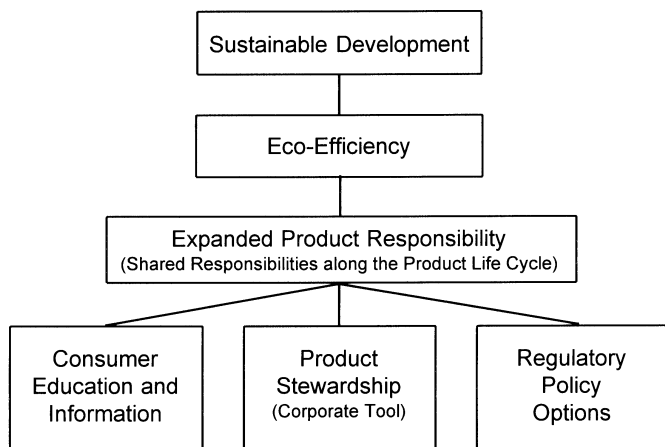 Sustainable Development
Eco-Efficiency
Expanded Product Responsibility
(Shared Responsibilities along the Product Life Cycle)
Consumer
Education and
Information
Product
Stewardship
(Corporate Tool)
Regulatory
Policy
Options